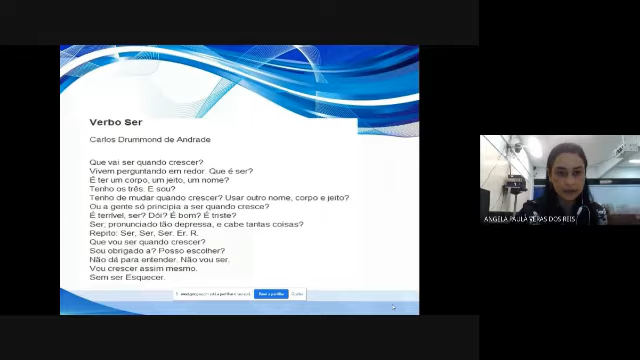 Verbo Ser
Carlos Drummond de Andrade
Que vai ser quando crescer?
Vivem perguntando em redor. Que é ser?
É ter um corpo, um jeito, um nome?
Tenho os três. E sou?
Tenho de mudar quando crescer? Usar outro nome, corpo e jeito?
Ou a gente só principia a ser quando cresce?
É terrível, ser? Dói? É bom? É triste?
Ser; pronunciado tão depressa, e cabe tantas coisas?
Repito: Ser, Ser, Ser. Er. R.
Que vou ser quando crescer?
Sou obrigado a? Posso escolher?
Não dá para entender. Não vou ser.
Vou crescer assim mesmo.
Sem ser Esquecer.
ANGELA PAULA VERAS DOS REIS